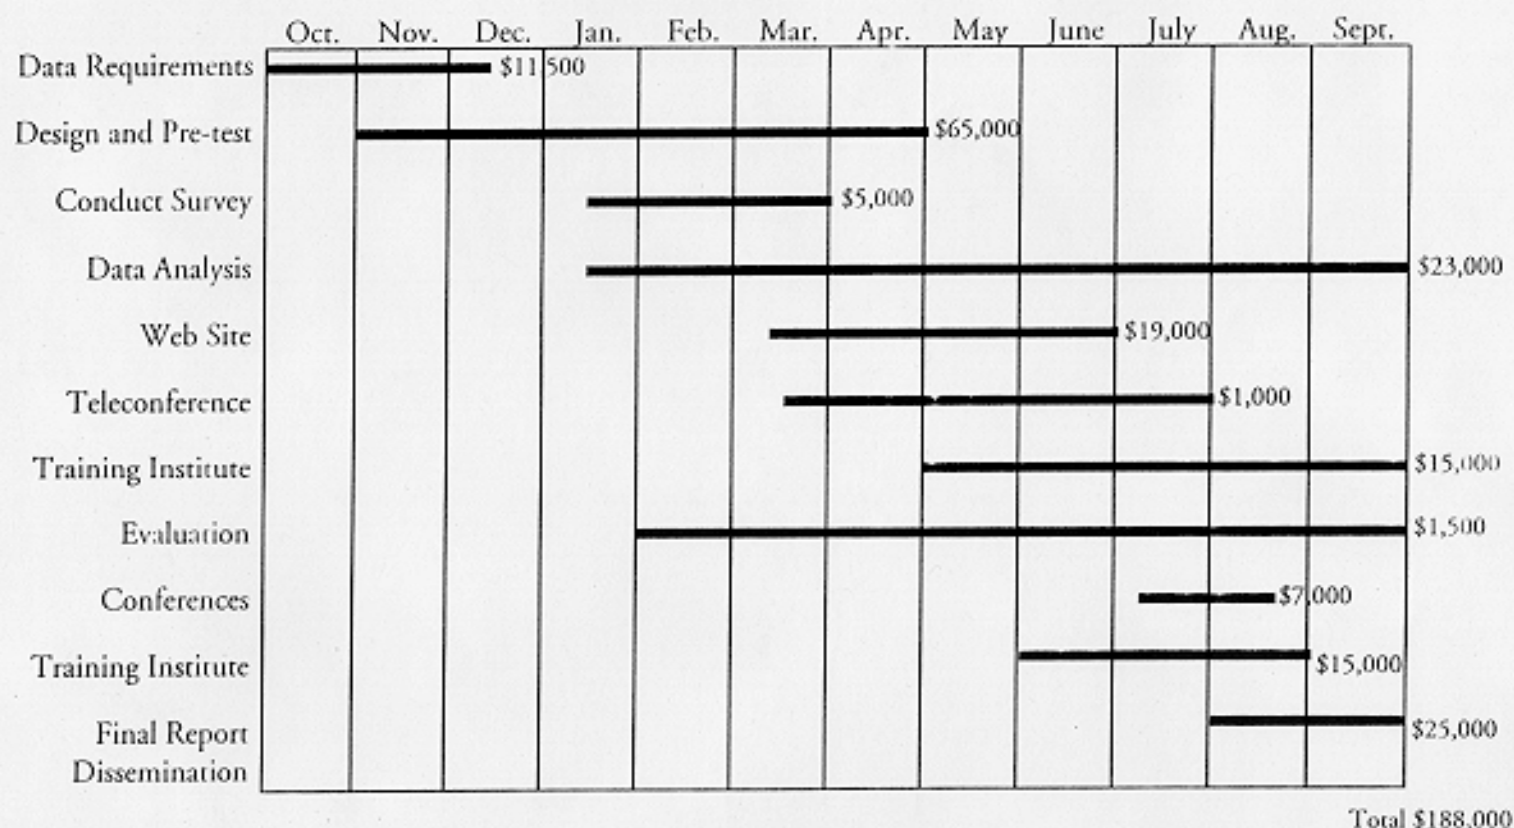 Oct. Nov. Dec. Jan. Feb. Mar. Apr. May June July Aug. Sept.
Data Requirements $11,500
Design and Pre-test $65,000
Conduct Survey $5,000
Data Analysis $23,000
Web Site $19,000
Teleconference $1,000
Training Institute $15,000
Evaluation $1,500
Conferences $7,000
Training Institute $15,000
Final Report $25,000
Dissemination
Total $188,000